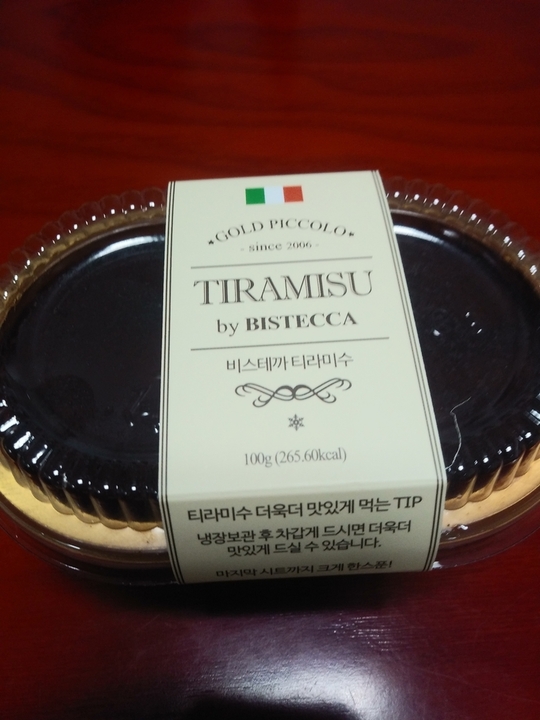 GOLD PICCOLO
- since 2006 -
TIRAMISU
by BISTECCA
비스테까 티라미수
100g (265.60kcal)
티라미수 더욱더 맛있게 먹는 TIP
냉장보관 후 차갑게 드시면 더욱더
맛있게 드실 수 있습니다.
마지막 시트까지 크게 한스푼!